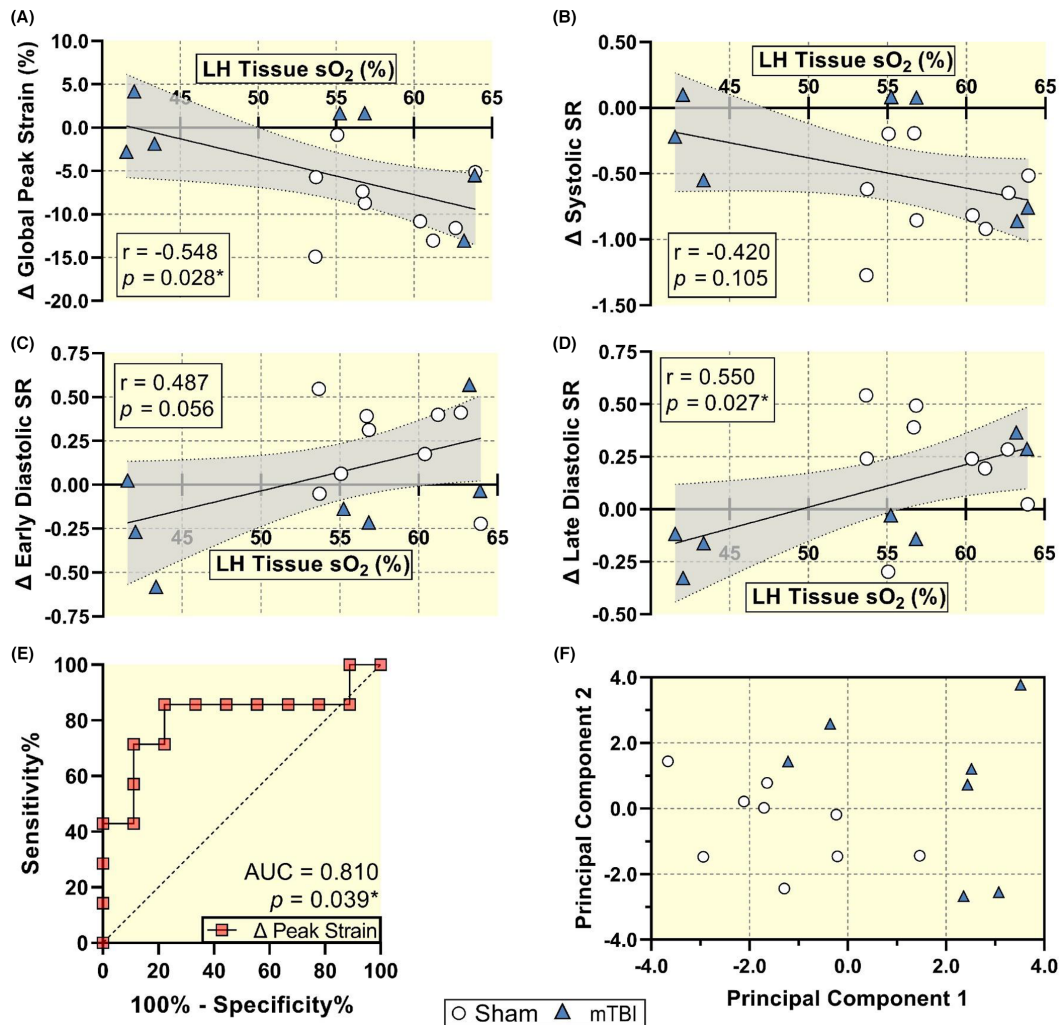 (A)
Δ Global Peak Strain (%)
10.0
5.0
0.0
-5.0
-10.0
-15.0
-20.0
LH Tissue sO2 (%)
45 50 55 60 65
r = -0.548
p = 0.028*
(B)
Δ Systolic SR
0.50
0.00
-0.50
-1.00
-1.50
LH Tissue sO2 (%)
45 50 55 60 65
r = -0.420
p = 0.105
(C)
Δ Early Diastolic SR
0.75
0.50
0.25
0.00
-0.25
-0.50
-0.75
r = 0.487
p = 0.056
45 50 55 60 65
LH Tissue sO2 (%)
(D)
Δ Late Diastolic SR
0.75
0.50
0.25
0.00
-0.25
-0.50
r = 0.550
p = 0.027*
45 50 55 60 65
LH Tissue sO2 (%)
(E)
Sensitivity%
100
80
60
40
20
0
AUC = 0.810
p = 0.039*
Δ Peak Strain
0 20 40 60 80 100
100% - Specificity%
(F)
Principal Component 2
4.0
2.0
0.0
-2.0
-4.0
-4.0 -2.0 0.0 2.0 4.0
Principal Component 1
Sham mTBI